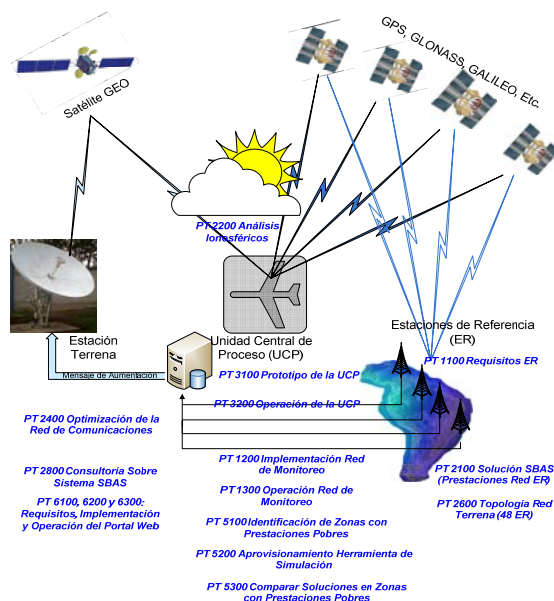 GPS, GLONASS, GALILEO, Etc.
Satélite GEO
PT 2200 Análisis
Ionosféricos
Estación
Terrena
Unidad Central de
Proceso (UCP)
Estaciones de Referencia
(ER)
PT 1100 Requisitos ER
Mensaje de Aumentación
PT 3100 Prototipo de la UCP
PT 3200 Operación de la UCP
PT 2400 Optimización de la
Red de Comunicaciones
PT 2800 Consultoría Sobre
Sistema SBAS
PT 6100, 6200 y 6300:
Requisitos, Implementación
y Operación del Portal Web
PT 1200 Implementación Red
de Monitoreo
PT 1300 Operación Red de
Monitoreo
PT 5100 Identificación de Zonas con
Prestaciones Pobres
PT 5200 Aprovisionamiento Herramienta de
Simulación
PT 5300 Comparar Soluciones en Zonas
con Prestaciones Pobres
PT 2100 Solución SBAS
(Prestaciones Red ER)
PT 2600 Topología Red
Terrena (48 ER)